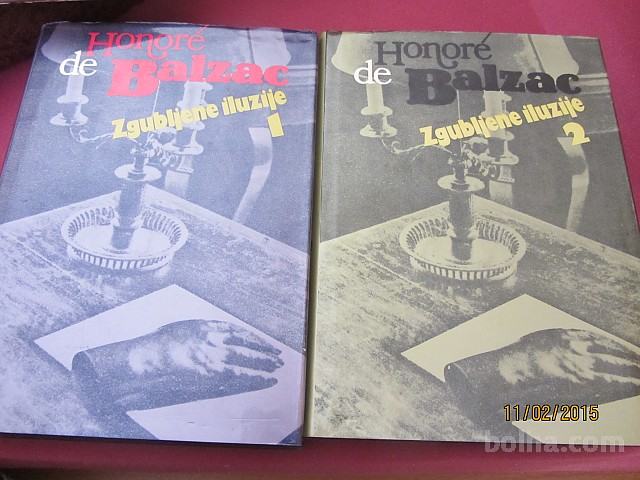 Honoré
de Balzac
Zgubljene iluzije
1
Honoré
de Balzac
Zgubljene iluzije
2
11/02/2015
bolha.com